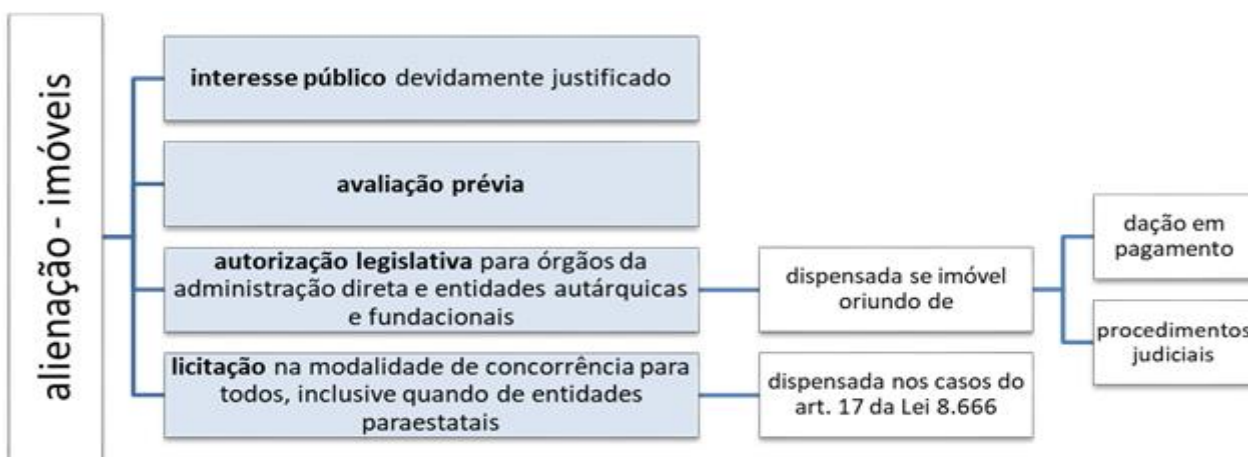 alienação - imóveis
interesse público devidamente justificado
avaliação prévia
autorização legislativa para órgãos da
administração direta e entidades autárquicas
e fundacionais
dispensada se imóvel
oriundo de
dação em
pagamento
procedimentos
judiciais
licitação na modalidade de concorrência para
todos, inclusive quando de entidades
paraestatais
dispensada nos casos do
art. 17 da Lei 8.666